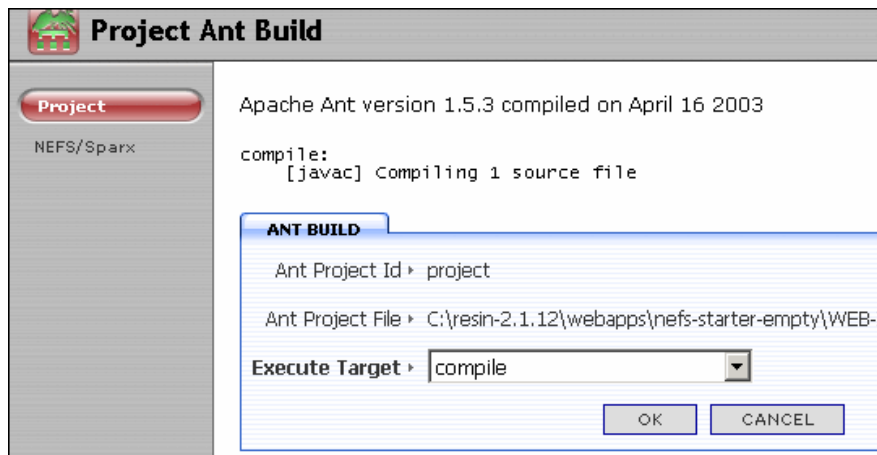 Project Ant Build
Project
NEFS/Sparx
Apache Ant version 1.5.3 compiled on April 16 2003
compile:
[javac] Compiling 1 source file
ANT BUILD
Ant Project Id project
Ant Project File C:\resin-2.1.12\webapps\nefs-starter-empty\WEB-
Execute Target compile
OK CANCEL